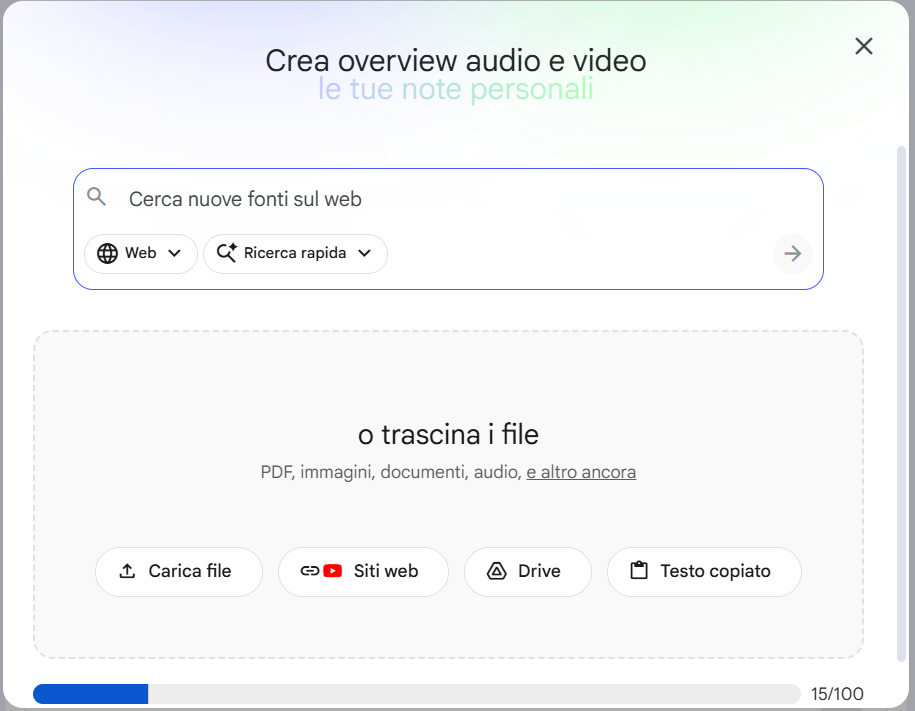 Crea overview audio e video
le tue note personali
Cerca nuove fonti sul web
Web
Ricerca rapida
o trascina i file
PDF, immagini, documenti, audio, e altro ancora
Carica file
Siti web
Drive
Testo copiato
15/100